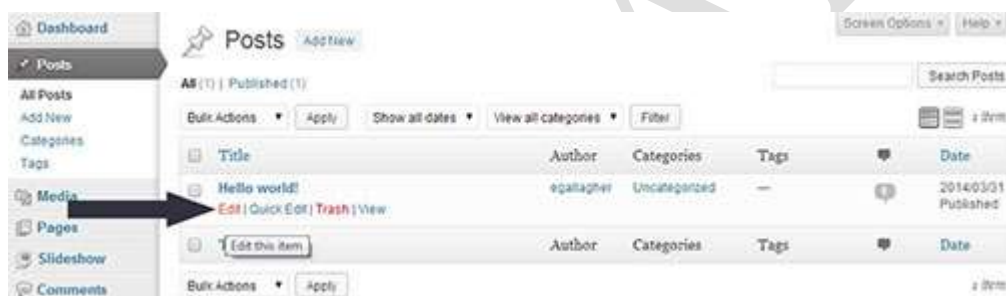 Dashboard
Posts
All Posts
Add New
Categories
Tags
Media
Pages
Slideshow
Comments
Screen Options Help
Posts Add New
All (1) | Published (1)
Search Posts
Bulk Actions Apply Show all dates View all categories Filter
Title Author Categories Tags Date
Hello world! egallagher Uncategorized — 2014/03/31
Edit | Quick Edit | Trash | View Published
Edit this item
Author Categories Tags Date
Bulk Actions Apply